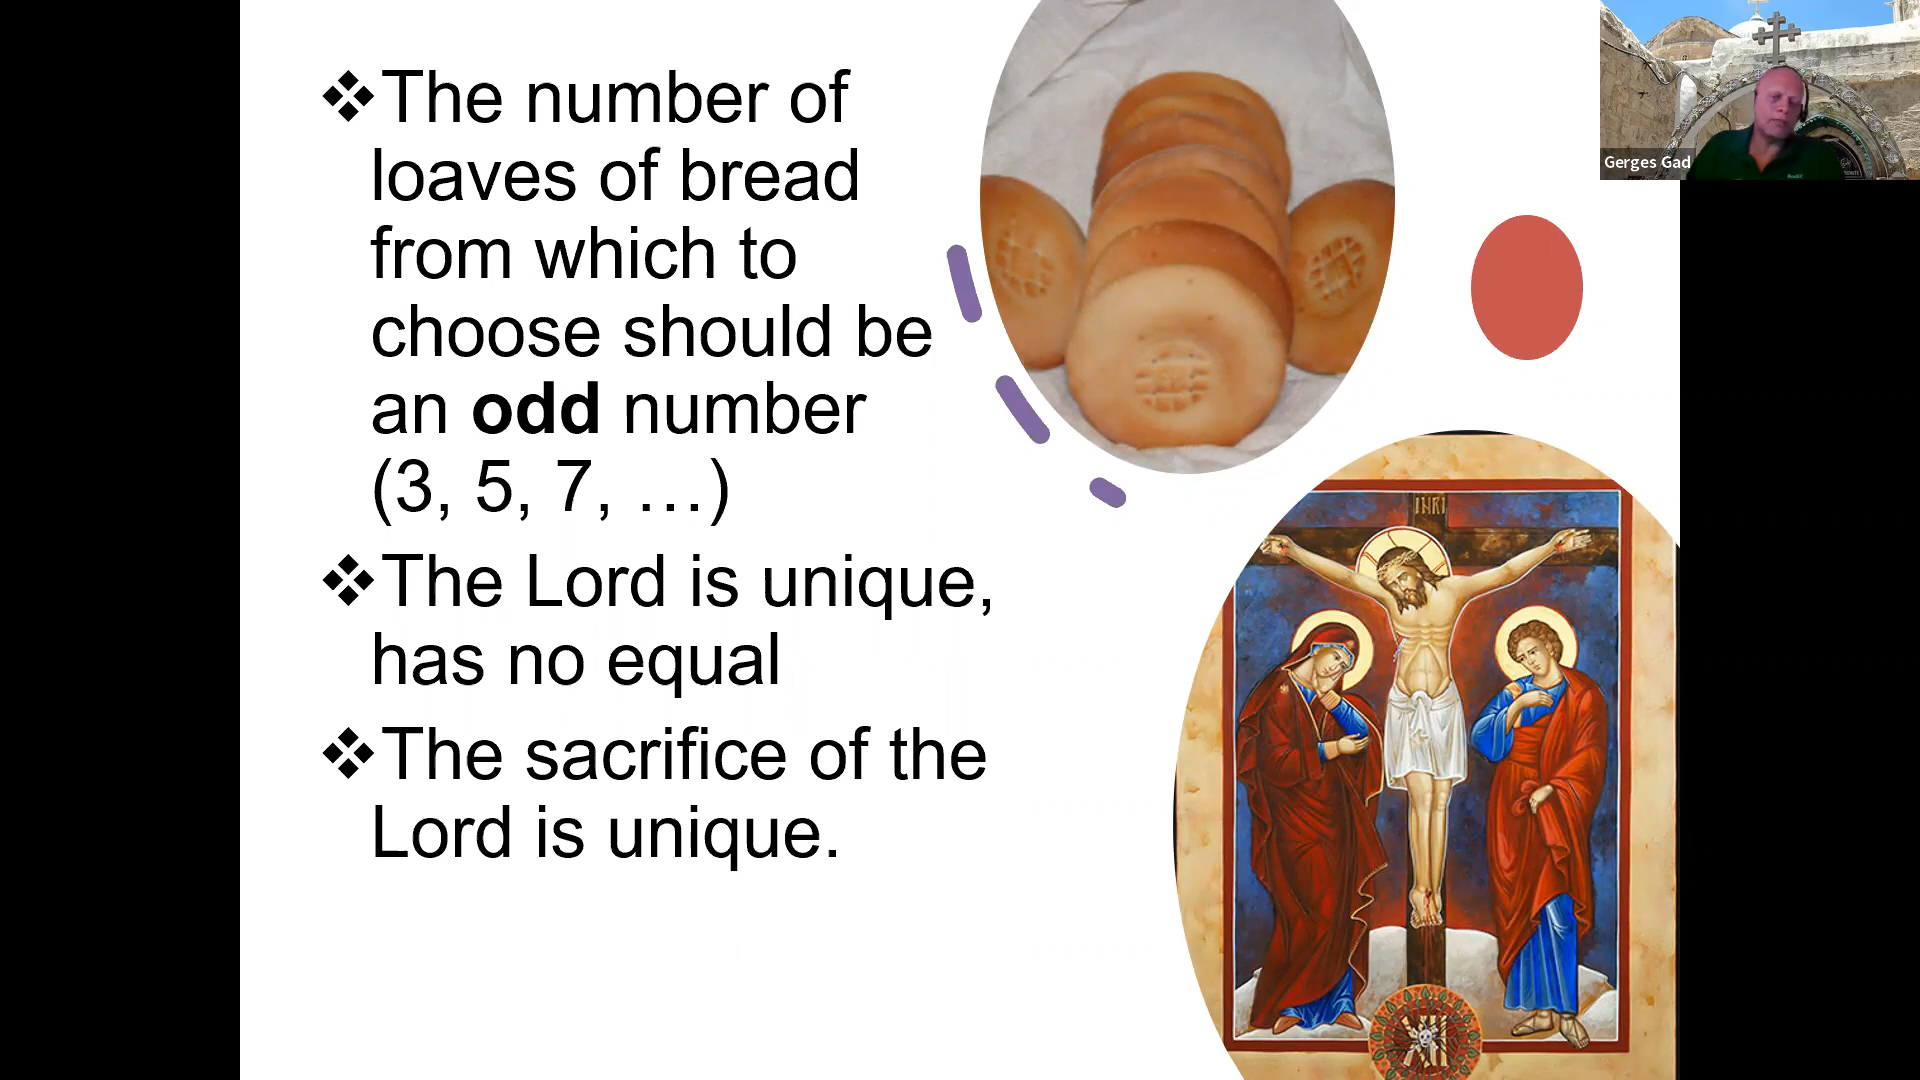 ❖The number of
loaves of bread
from which to
choose should be
an odd number
(3, 5, 7, …)
❖The Lord is unique,
has no equal
❖The sacrifice of the
Lord is unique.
Gerges Gad
INRI